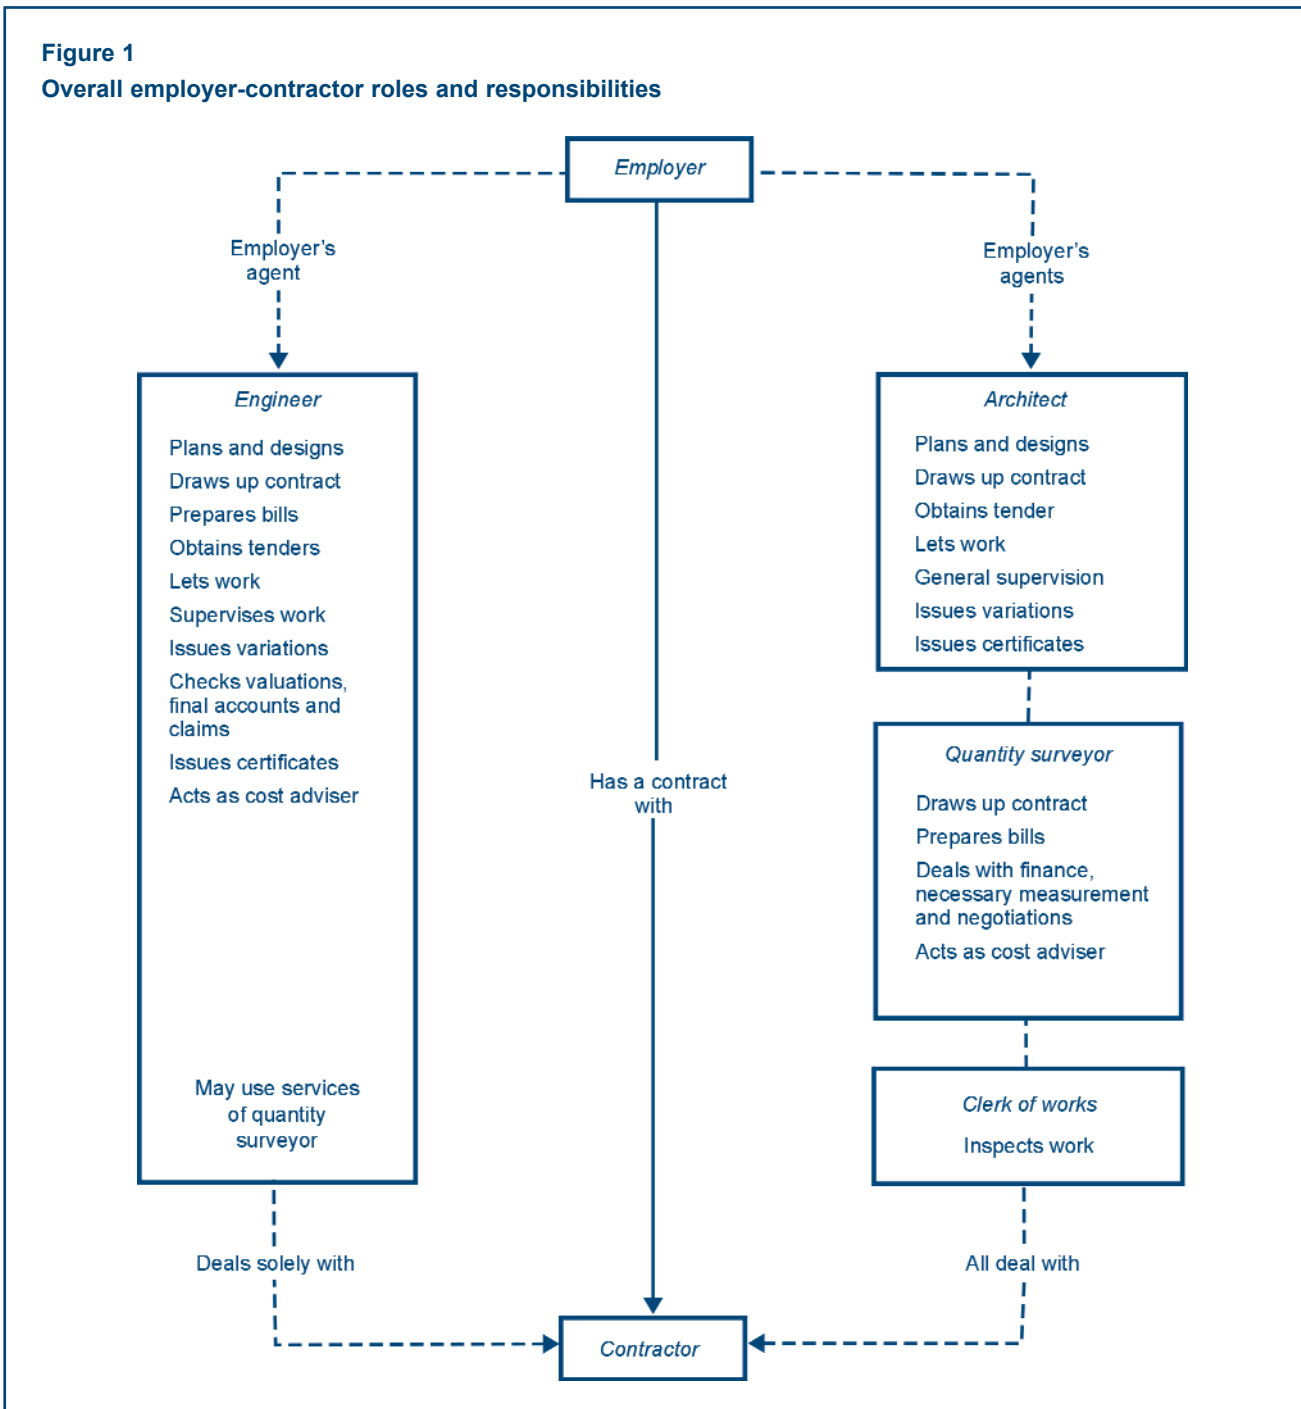 Figure 1
Overall employer-contractor roles and responsibilities
Employer
Employer's
agent
Employer's
agents
Engineer
Plans and designs
Draws up contract
Prepares bills
Obtains tenders
Lets work
Supervises work
Issues variations
Checks valuations,
final accounts and
claims
Issues certificates
Acts as cost adviser
May use services
of quantity
surveyor
Has a contract
with
Architect
Plans and designs
Draws up contract
Obtains tender
Lets work
General supervision
Issues variations
Issues certificates
Quantity surveyor
Draws up contract
Prepares bills
Deals with finance,
necessary measurement
and negotiations
Acts as cost adviser
Clerk of works
Inspects work
Deals solely with
All deal with
Contractor